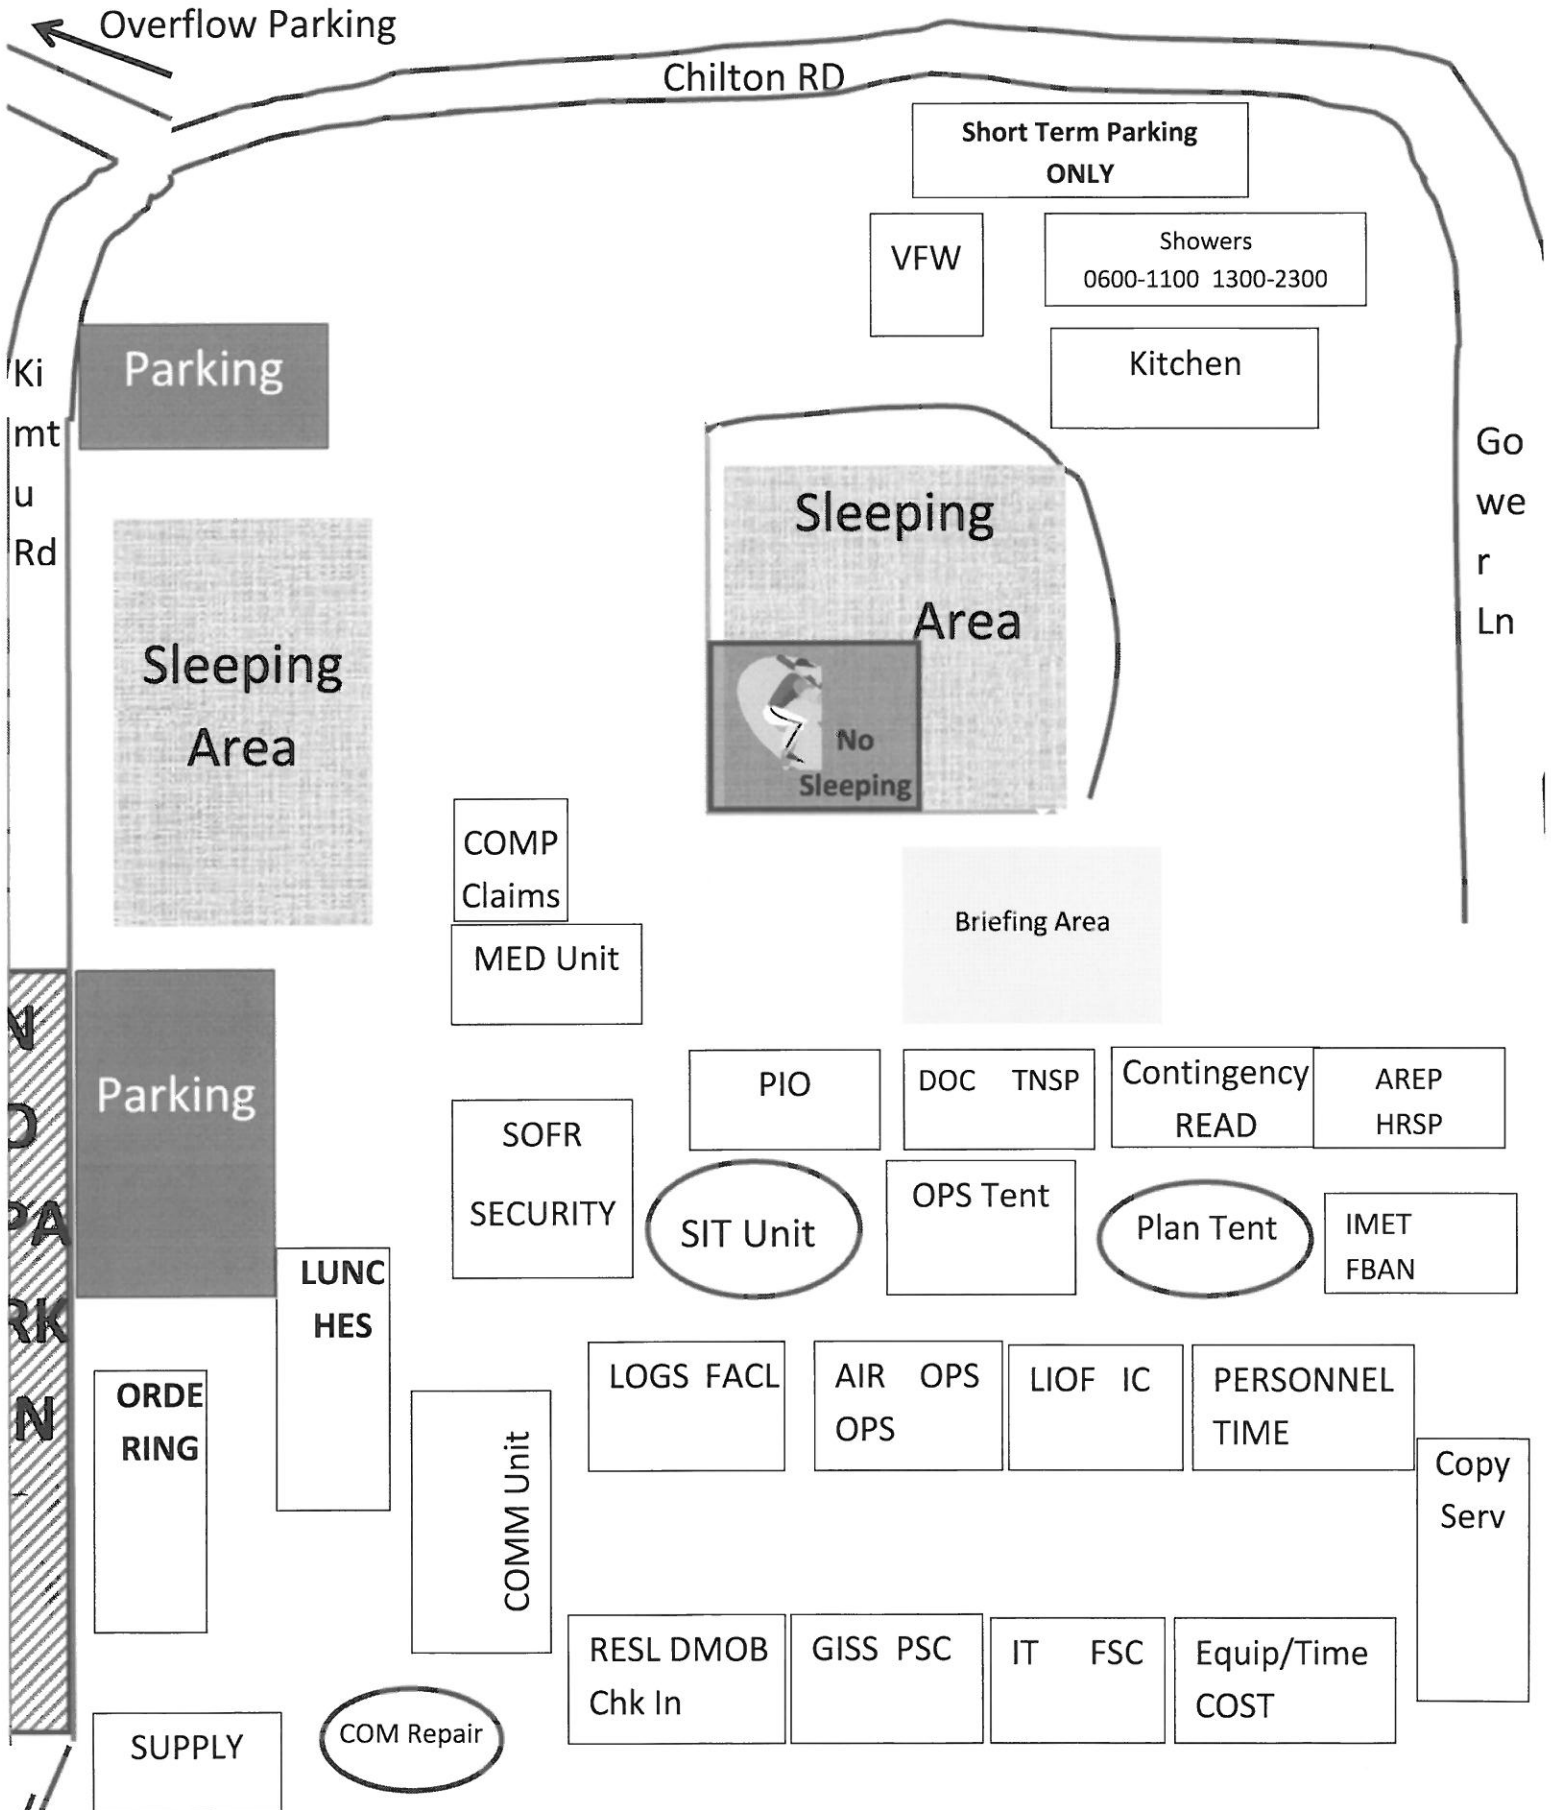 Overflow Parking
Chilton RD
Short Term Parking
ONLY
VFW
Showers
0600-1100 1300-2300
Kitchen
Parking
Ki
mt
u
Rd
Go
we
r
Ln
Sleeping
Area
No
Sleeping
Sleeping
Area
COMP
Claims
MED Unit
Briefing Area
N
O
PA
RK
N
Parking
PIO
DOC TNSP
Contingency
READ
AREP
HRSP
SOFR
SECURITY
SIT Unit
OPS Tent
Plan Tent
IMET
FBAN
LUNC
HES
ORDE
RING
COMM Unit
LOGS FACL
AIR OPS
OPS
LIOF IC
PERSONNEL
TIME
Copy
Serv
RESL DMOB
Chk In
GISS PSC
IT FSC
Equip/Time
COST
SUPPLY
COM Repair